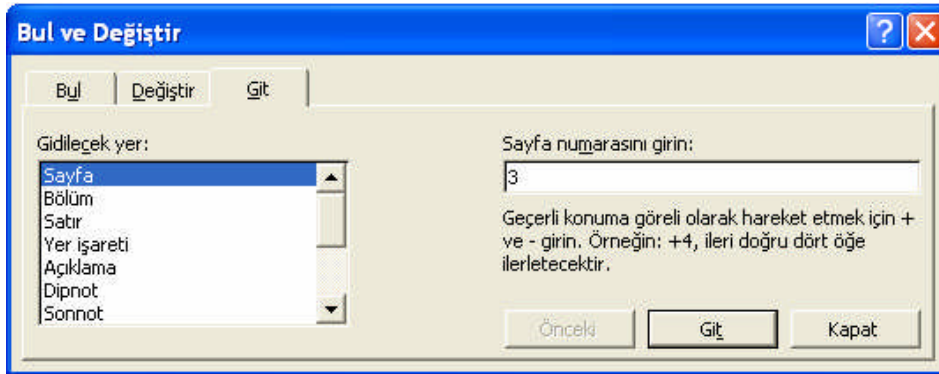 Bul ve Değiştir
Bul
Değiştir
Git
Gidileçek yer:
Sayfa
Bölüm
Satır
Yer işareti
Açıklama
Dipnot
Sonnot
Sayfa numarasını girin:
3
Geçerli konuma göreli olarak hareket etmek için +
ve - girin. Örneğin: +4, ileri doğru dört öğe
ilerletecektir.
Önceki
Git
Kapat